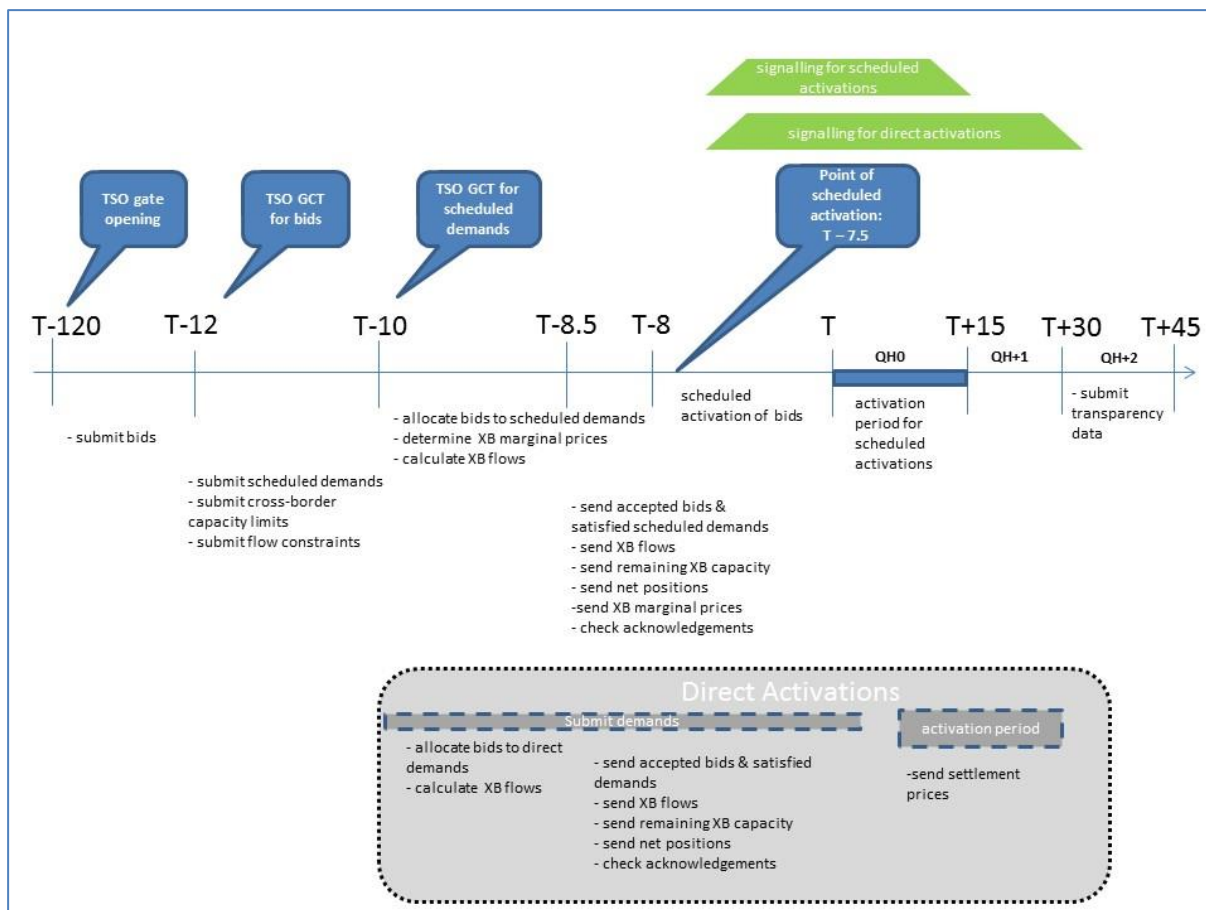 signalling for scheduled
activations
signalling for direct activations
TSO gate
opening
TSO GCT
for bids
TSO GCT for
scheduled
demands
Point of
scheduled
activation:
T – 7.5
T-120
T-12
T-10
T-8.5
T-8
T
T+15
T+30
T+45
QH0
QH+1
QH+2
- submit bids
- submit scheduled demands
- submit cross-border
capacity limits
- submit flow constraints
- allocate bids to scheduled demands
- determine XB marginal prices
- calculate XB flows
- send accepted bids &
satisfied scheduled demands
- send XB flows
- send remaining XB capacity
- send net positions
-send XB marginal prices
- check acknowledgements
scheduled
activation of bids
activation
period for
scheduled
activations
- submit
transparency
data
Direct Activations
Submit demands
activation period
- allocate bids to direct
demands
- calculate XB flows
- send accepted bids & satisfied
demands
- send XB flows
- send remaining XB capacity
- send net positions
- check acknowledgements
-send settlement
prices